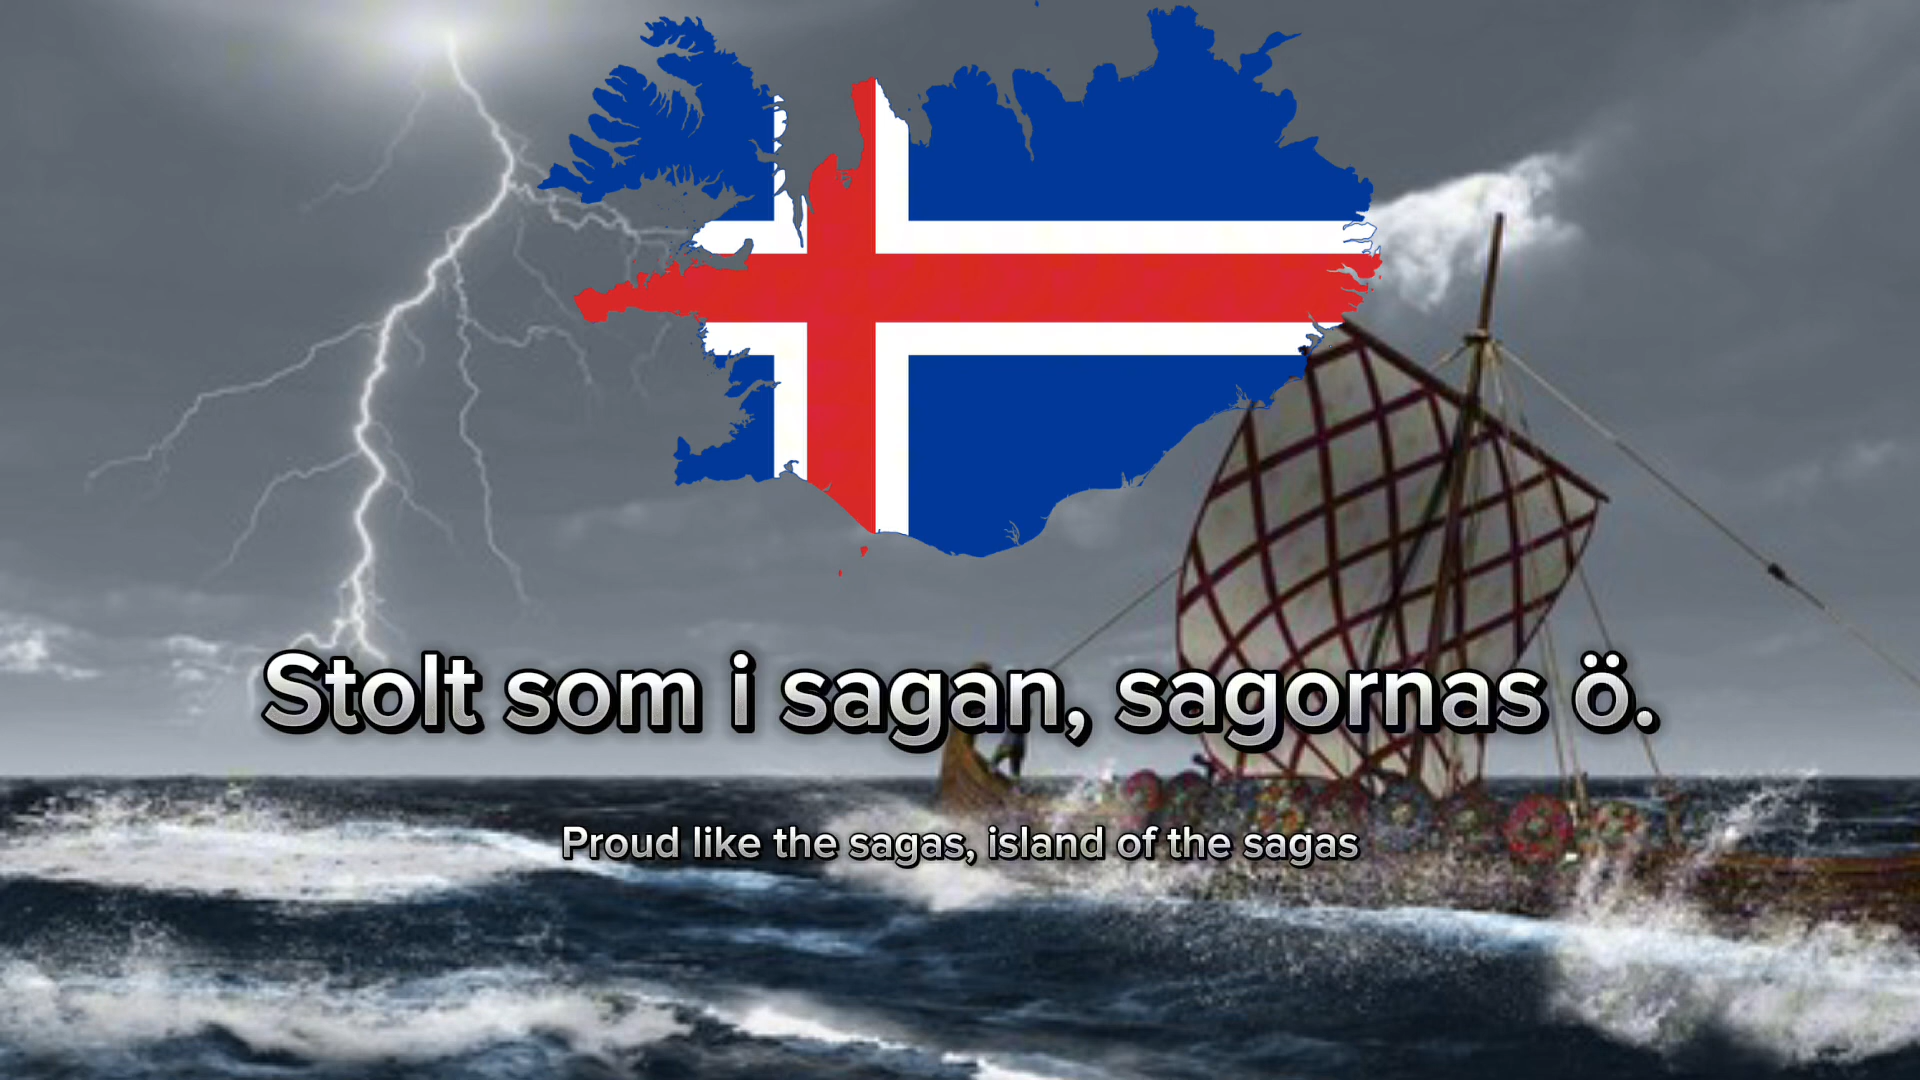 Stolt som i sagan, sagornas ö.
Proud like the sagas, island of the sagas